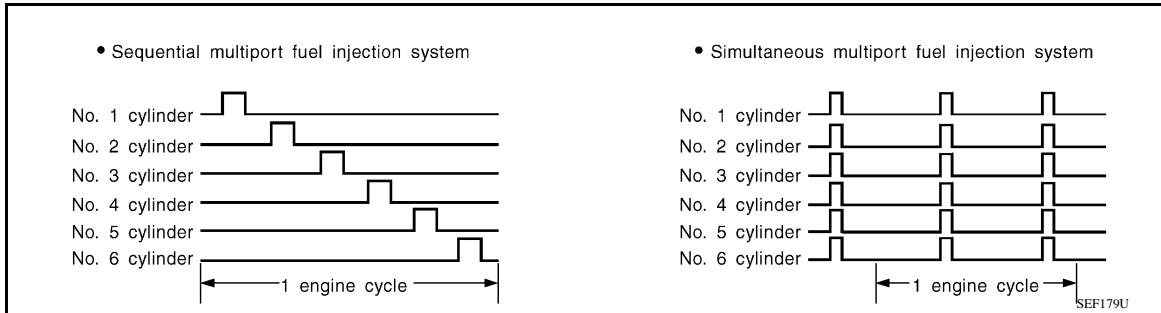 • Sequential multiport fuel injection system
No. 1 cylinder
No. 2 cylinder
No. 3 cylinder
No. 4 cylinder
No. 5 cylinder
No. 6 cylinder
1 engine cycle
• Simultaneous multiport fuel injection system
No. 1 cylinder
No. 2 cylinder
No. 3 cylinder
No. 4 cylinder
No. 5 cylinder
No. 6 cylinder
1 engine cycle
SEF179U